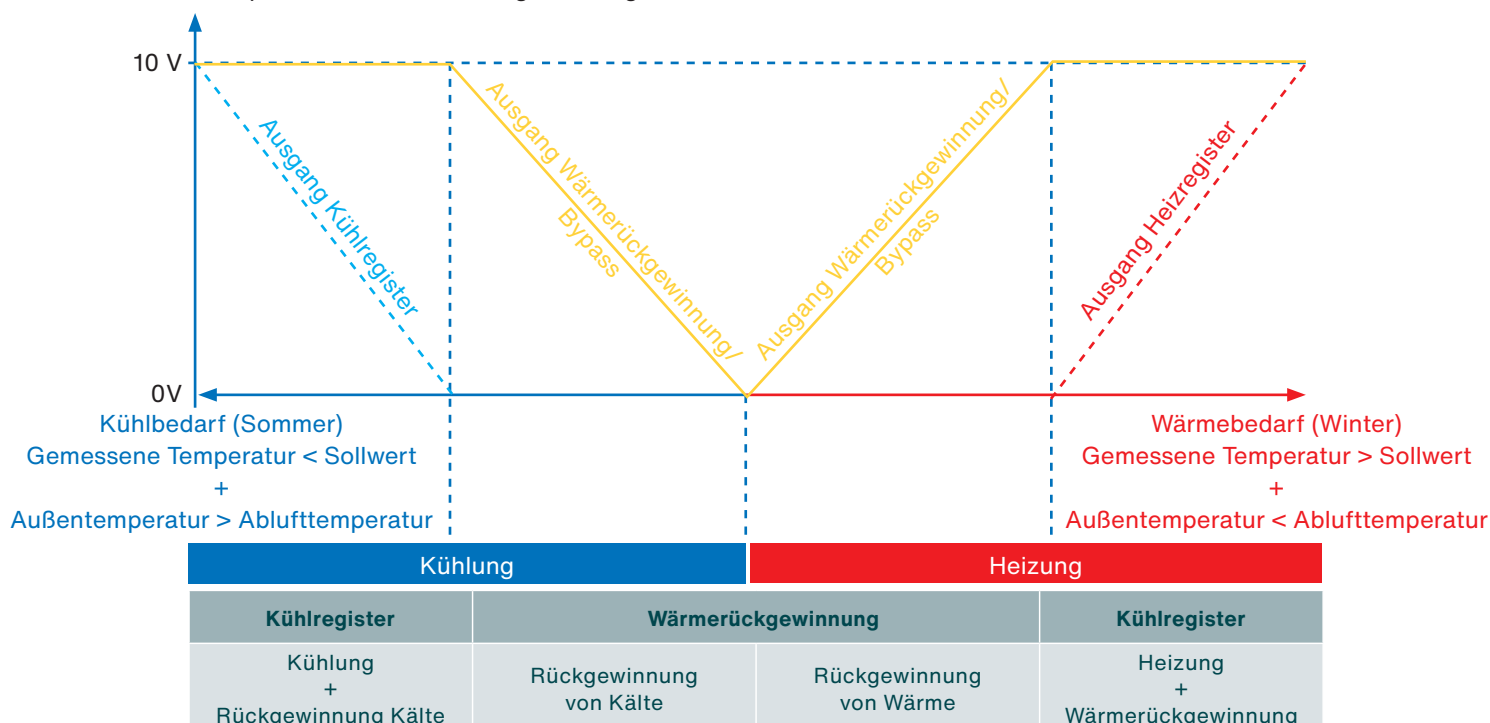 10 V
Ausgang Kühlregister
Ausgang Wärmerückgewinnung/
Bypass
Ausgang Wärmerückgewinnung/
Bypass
Ausgang Heizregister
0V
Kühlbedarf (Sommer)
Gemessene Temperatur < Sollwert
+
Außentemperatur > Ablufttemperatur
Wärmebedarf (Winter)
Gemessene Temperatur > Sollwert
+
Außentemperatur < Ablufttemperatur
Kühlung
Heizung
Kühlregister
Wärmerückgewinnung
Kühlregister
Kühlung
+
Rückgewinnung Kälte
Rückgewinnung
von Kälte
Rückgewinnung
von Wärme
Heizung
+
Wärmerückgewinnung